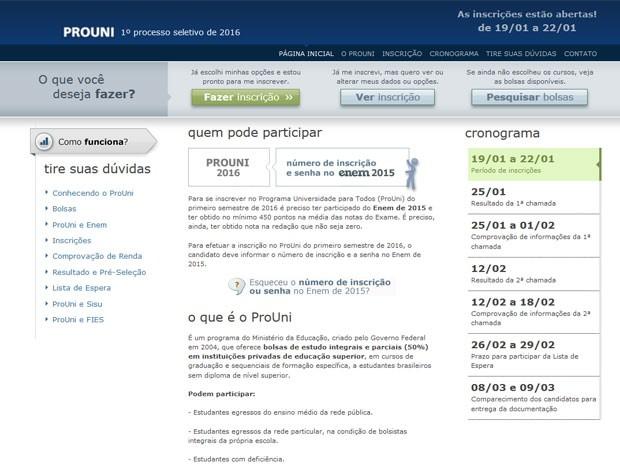 PROUNI 1º processo seletivo de 2016
As inscrições estão abertas!
de 19/01 a 22/01
PÁGINA INICIAL O PROUNI INSCRIÇÃO CRONOGRAMA TIRE SUAS DÚVIDAS CONTATO
O que você
deseja fazer?
Já escolhi minhas opções e estou
pronto para me inscrever.
Fazer inscrição »
Já me inscrevi, mas quero ver ou
alterar meus dados ou opções.
Ver inscrição
Se ainda não escolheu os cursos, veja
as bolsas disponíveis.
Pesquisar bolsas
Como funciona?
tire suas dúvidas
Conhecendo o ProUni
Bolsas
ProUni e Enem
Inscrições
Comprovação de Renda
Resultado e Pré-Seleção
Lista de Espera
ProUni e Sisu
ProUni e FIES
quem pode participar
PROUNI
2016
número de inscrição
e senha no enem 2015
Para se inscrever no Programa Universidade para Todos (ProUni) do
primeiro semestre de 2016 é preciso ter participado do Enem de 2015 e
ter obtido no mínimo 450 pontos na média das notas do Exame. É preciso,
ainda, ter obtido nota na redação que não seja zero.
Para efetuar a inscrição no ProUni do primeiro semestre de 2016, o
candidato deve informar o número de inscrição e a senha no Enem de
2015.
? Esqueceu o número de inscrição
ou senha no Enem de 2015?
o que é o ProUni
É um programa do Ministério da Educação, criado pelo Governo Federal
em 2004, que oferece bolsas de estudo integrais e parciais (50%)
em instituições privadas de educação superior, em cursos de
graduação e sequenciais de formação específica, a estudantes brasileiros
sem diploma de nível superior.
Podem participar:
- Estudantes egressos do ensino médio da rede pública.
- Estudantes egressos da rede particular, na condição de bolsistas
integrais da própria escola.
- Estudantes com deficiência.
cronograma
19/01 a 22/01
Período de inscrições
25/01
Resultado da 1ª chamada
25/01 a 01/02
Comprovação de informações da 1ª
chamada
12/02
Resultado da 2ª chamada
12/02 a 18/02
Comprovação de informações da 2ª
chamada
26/02 a 29/02
Prazo para participar da Lista de
Espera
08/03 e 09/03
Comparecimento dos candidatos para
entrega da documentação